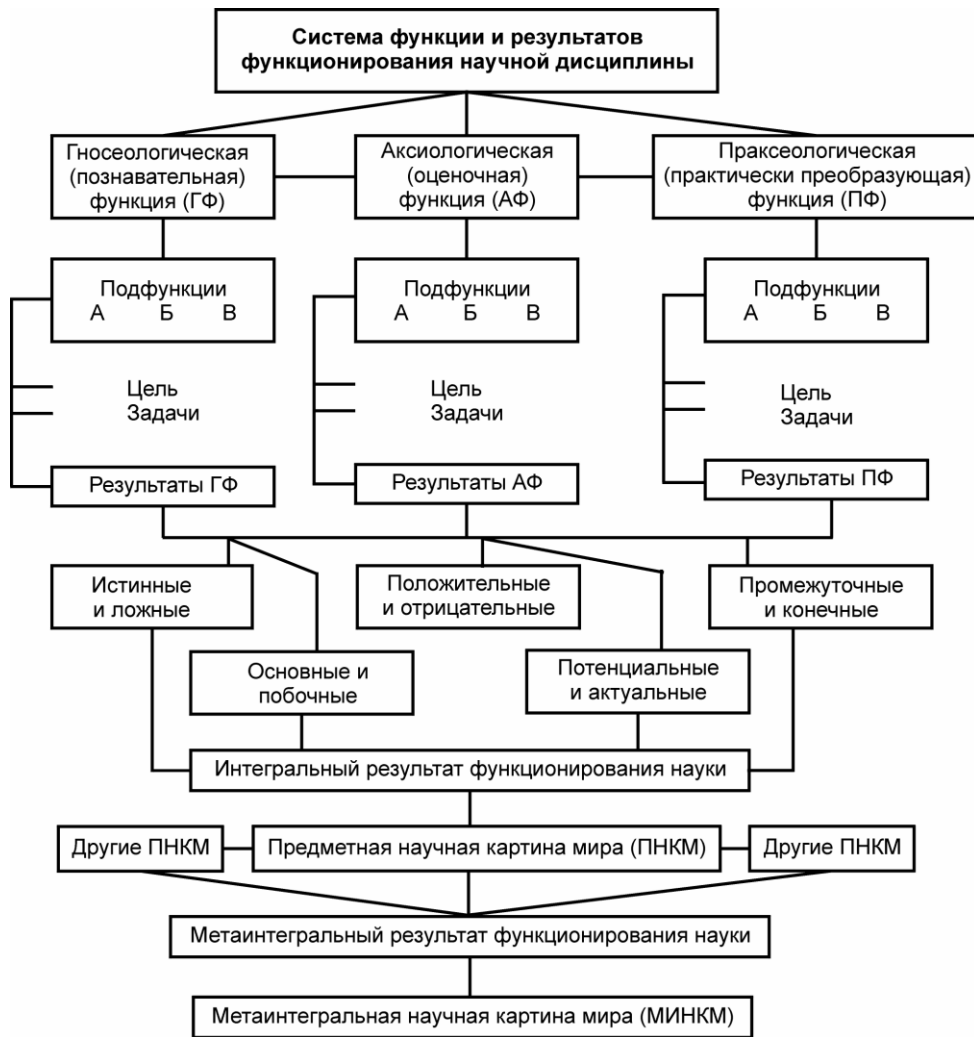 Система функции и результатов
функционирования научной дисциплины
Гносеологическая
(познавательная)
функция (ГФ)
Аксиологическая
(оценочная)
функция (АФ)
Праксеологическая
(практически преобразующая)
функция (ПФ)
Подфункции
А Б В
Подфункции
А Б В
Подфункции
А Б В
Цель
Задачи
Цель
Задачи
Цель
Задачи
Результаты ГФ
Результаты АФ
Результаты ПФ
Истинные
и ложные
Положительные
и отрицательные
Промежуточные
и конечные
Основные и
побочные
Потенциальные
и актуальные
Интегральный результат функционирования науки
Другие ПНКМ
Предметная научная картина мира (ПНКМ)
Другие ПНКМ
Метаинтегральный результат функционирования науки
Метаинтегральная научная картина мира (МИНКМ)